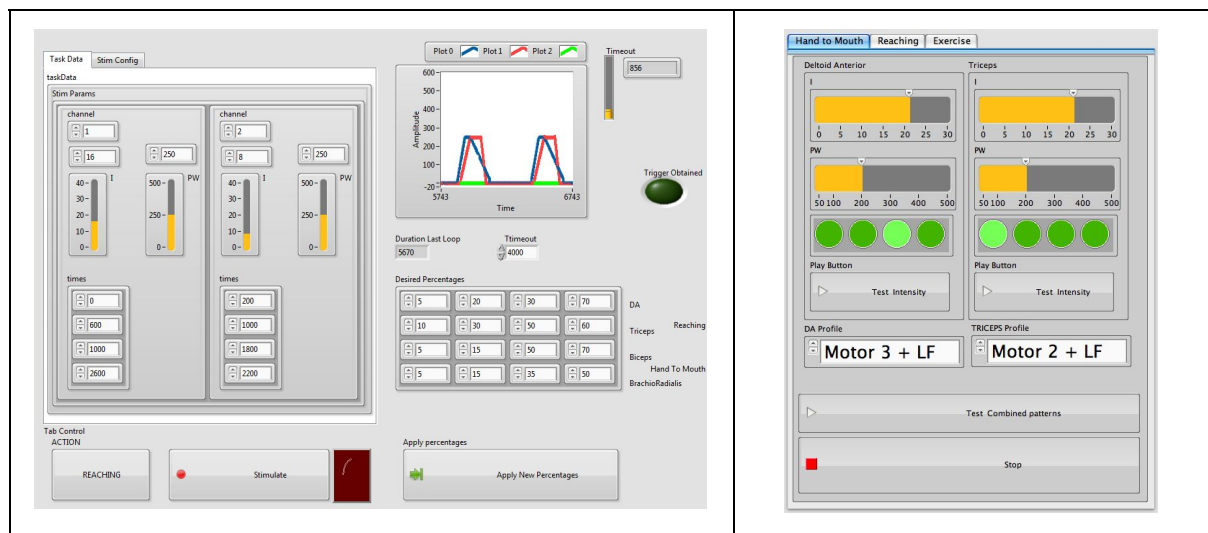 Task Data Stim Config
taskData
Stim Params
channel
1
16 250
I PW
40-
30-
20-
10-
0-
500-
250-
0-
times
0
600
1000
2600
channel
2
8 250
I PW
40-
30-
20-
10-
0-
500-
250-
0-
times
200
1000
1800
2200
Tab Control
ACTION
REACHING
Stimulate
Plot 0 Plot 1 Plot 2
Amplitude
600-
500-
400-
300-
200-
100-
-20-
5743 6743
Time
Timeout
856
Trigger Obtained
Duration Last Loop
5670
Ttimeout
4000
Desired Percentages
5 20 30 70 DA
10 30 50 60 Triceps Reaching
5 15 50 70 Biceps
5 15 35 50 Hand To Mouth
BrachioRadialis
Apply percentages
Apply New Percentages
Hand to Mouth Reaching Exercise
Deltoid Anterior
I
0 5 10 15 20 25 30
PW
50 100 200 300 400 500
Play Button
Test Intensity
DA Profile
Motor 3 + LF
Triceps
I
0 5 10 15 20 25 30
PW
50 100 200 300 400 500
Play Button
Test Intensity
TRICEPS Profile
Motor 2 + LF
Test Combined patterns
Stop